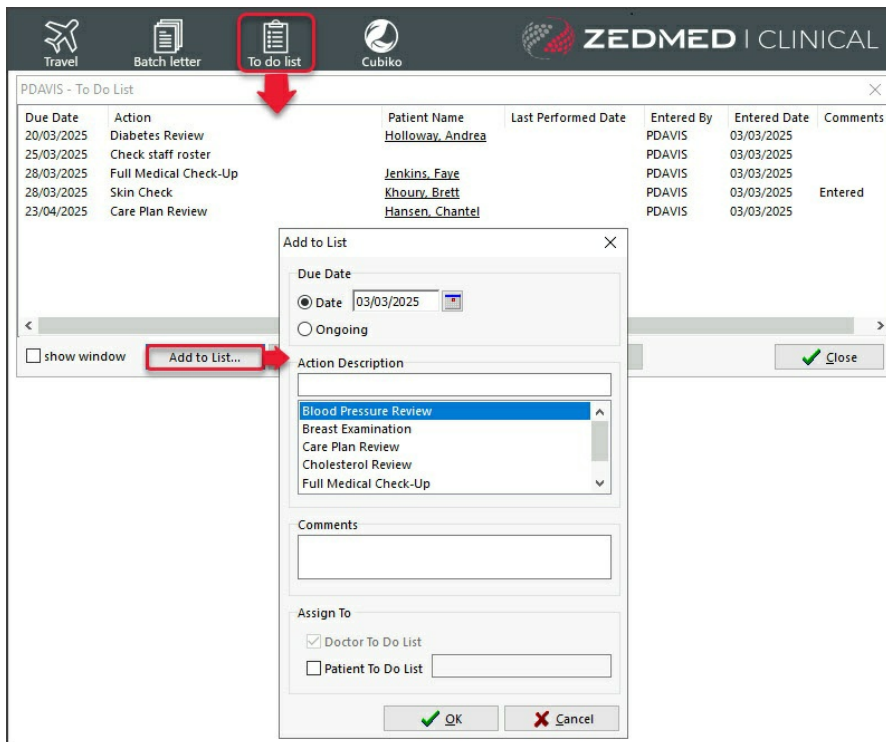 ZEDMED | CLINICAL
Travel Batch letter To do list Cubiko
PDAVIS - To Do List
Due Date Action Patient Name Last Performed Date Entered By Entered Date Comments
20/03/2025 Diabetes Review Holloway, Andrea PDAVIS 03/03/2025
25/03/2025 Check staff roster PDAVIS 03/03/2025
28/03/2025 Full Medical Check-Up Jenkins, Faye PDAVIS 03/03/2025
28/03/2025 Skin Check Khoury, Brett PDAVIS 03/03/2025 Entered
23/04/2025 Care Plan Review Hansen, Chantel PDAVIS 03/03/2025
show window Add to List... Close
Add to List
Due Date
Date 03/03/2025
Ongoing
Action Description
Blood Pressure Review
Breast Examination
Care Plan Review
Cholesterol Review
Full Medical Check-Up
Comments
Assign To
Doctor To Do List
Patient To Do List
OK Cancel